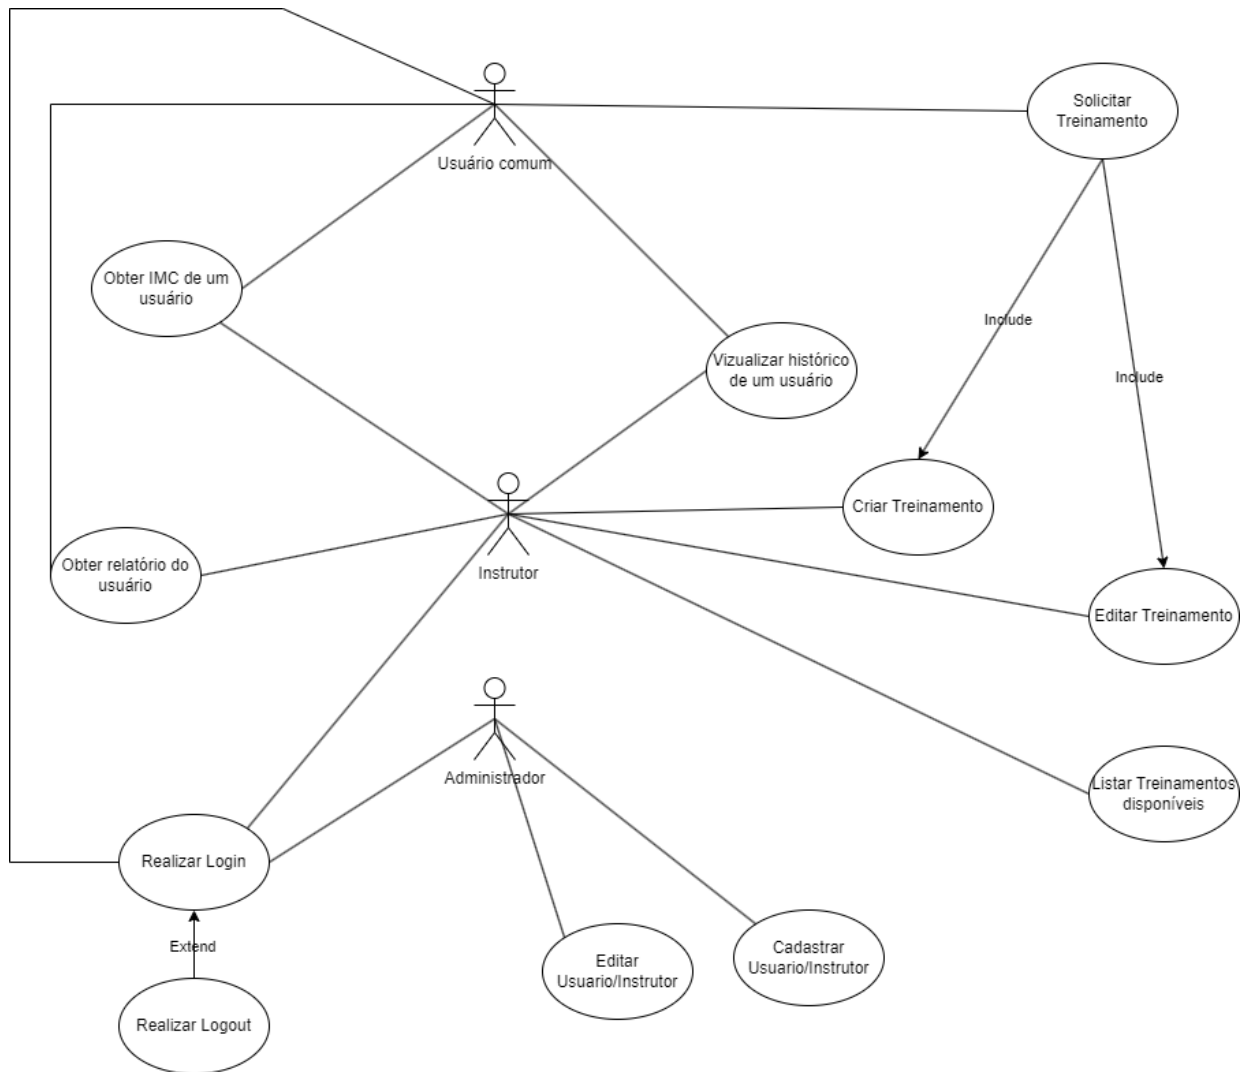 Solicitar
Treinamento
Usuário comum
Obter IMC de um
usuário
Include
Vizualizar histórico
de um usuário
Include
Criar Treinamento
Obter relatório do
usuário
Instrutor
Editar Treinamento
Administrador
Listar Treinamentos
disponíveis
Realizar Login
Extend
Editar
Usuario/Instrutor
Cadastrar
Usuario/Instrutor
Realizar Logout